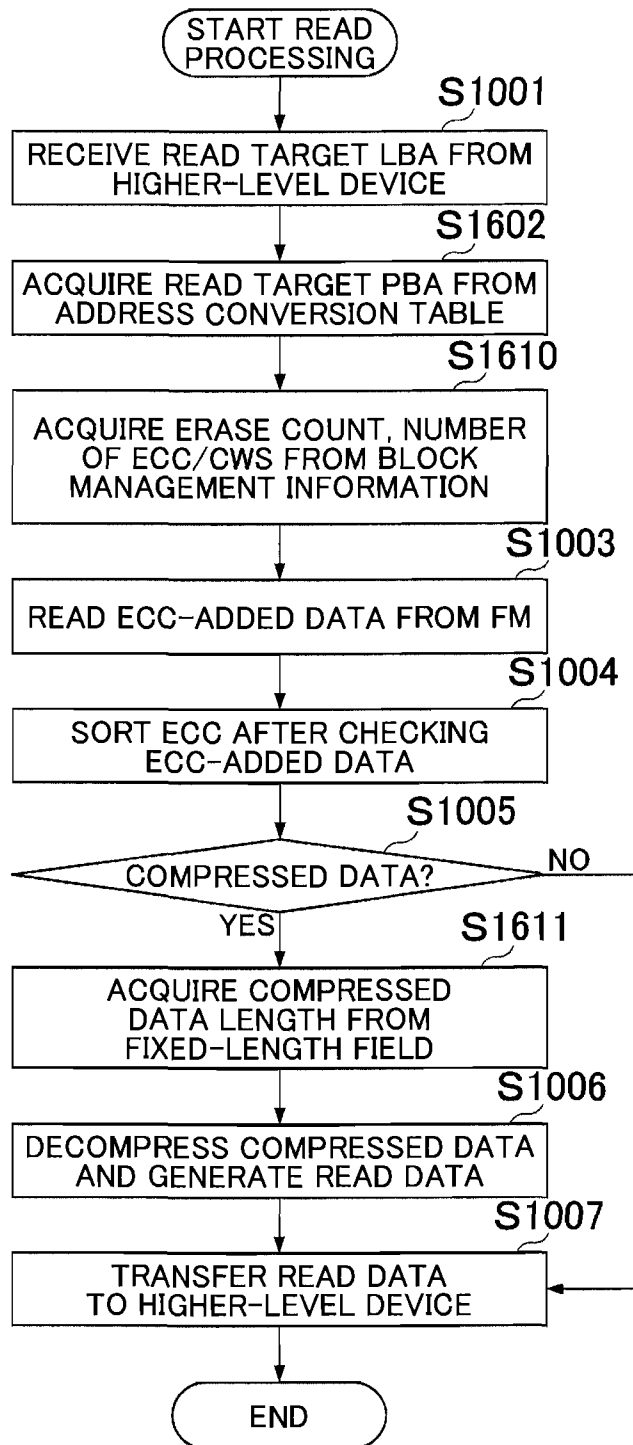 START READ
PROCESSING
S1001
RECEIVE READ TARGET LBA FROM
HIGHER-LEVEL DEVICE
S1602
ACQUIRE READ TARGET PBA FROM
ADDRESS CONVERSION TABLE
S1610
ACQUIRE ERASE COUNT, NUMBER
OF ECC/CWS FROM BLOCK
MANAGEMENT INFORMATION
S1003
READ ECC-ADDED DATA FROM FM
S1004
SORT ECC AFTER CHECKING
ECC-ADDED DATA
S1005
COMPRESSED DATA?
NO
YES
S1611
ACQUIRE COMPRESSED
DATA LENGTH FROM
FIXED-LENGTH FIELD
S1006
DECOMPRESS COMPRESSED DATA
AND GENERATE READ DATA
S1007
TRANSFER READ DATA
TO HIGHER-LEVEL DEVICE
END